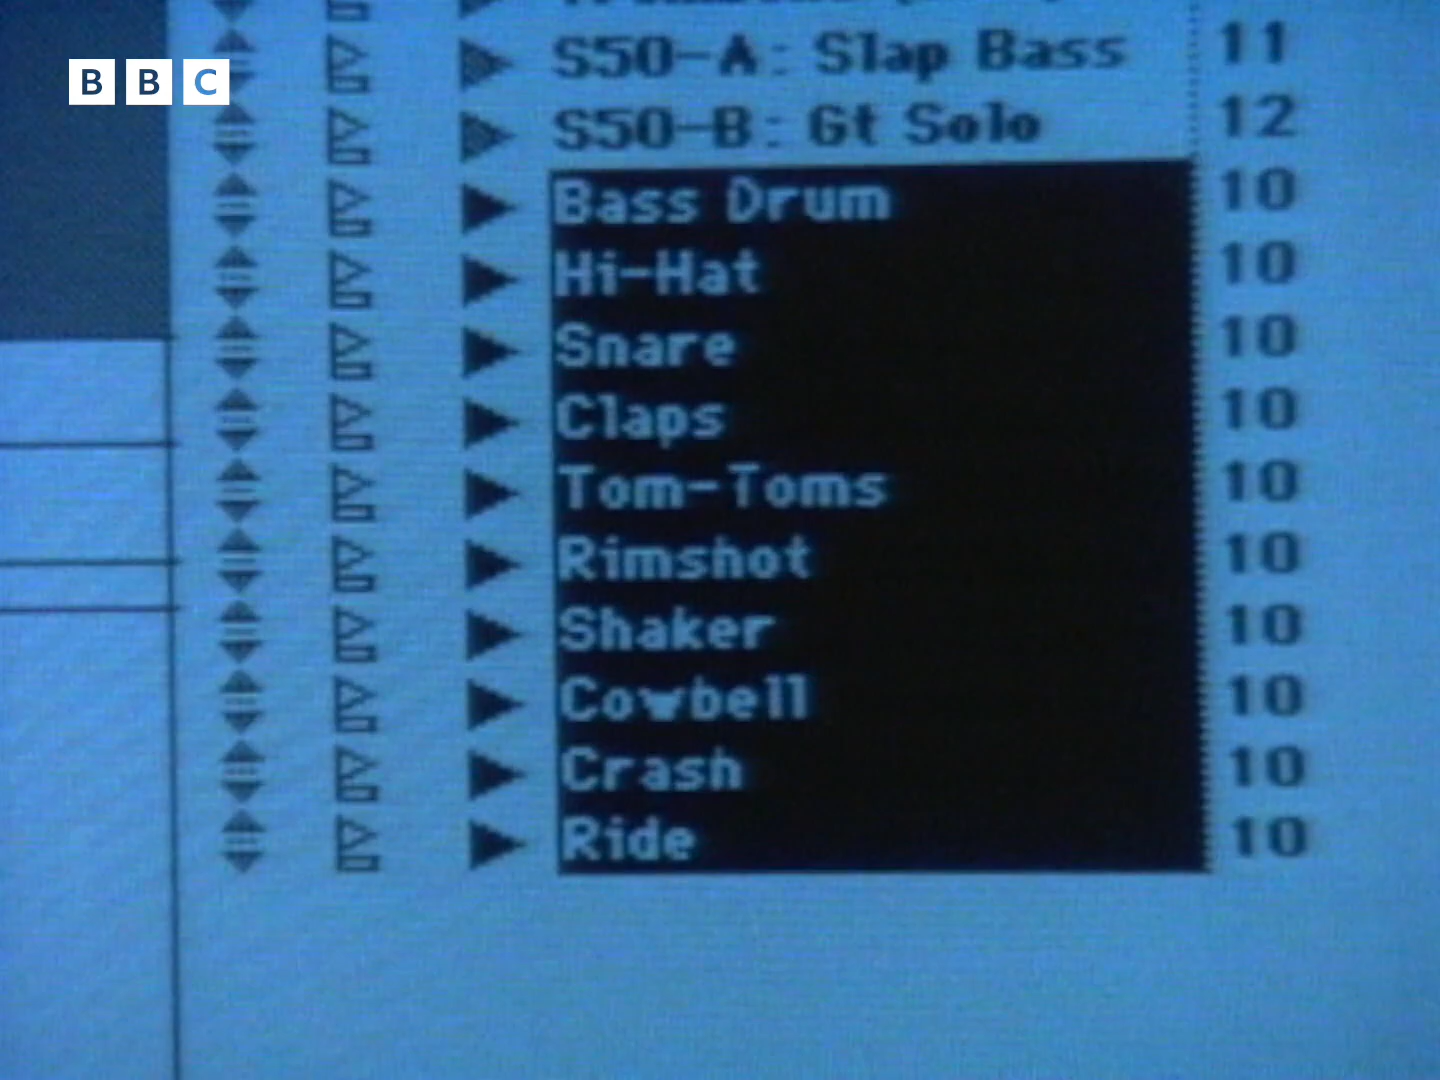 BBC
S50-A: Slap Bass 11
S50-B: Gt Solo 12
Bass Drum 10
Hi-Hat 10
Snare 10
Claps 10
Tom-Toms 10
Rimshot 10
Shaker 10
Cowbell 10
Crash 10
Ride 10